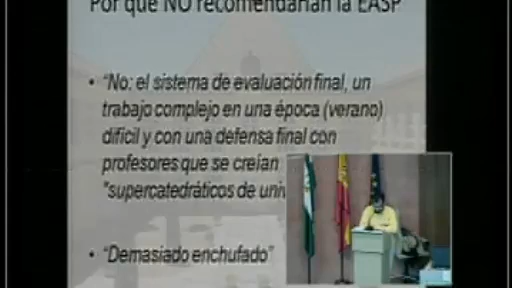 Por qué NO recomendarían la EASP
• "No: el sistema de evaluación final, un
trabajo complejo en una época (verano)
difícil y con una defensa final con
profesores que se creían
"supercatedráticos de
• "Demasiado enchufado"